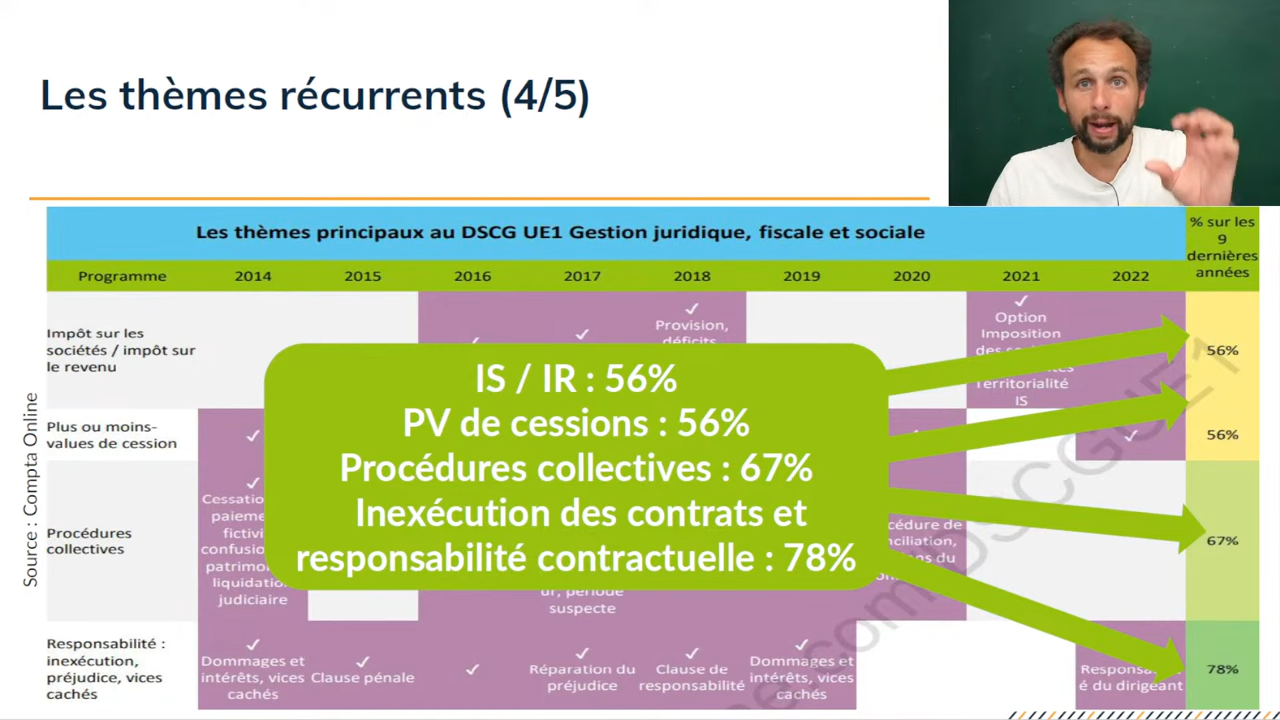 Les thèmes récurrents (4/5)
Les thèmes principaux au DSCG UE1 Gestion juridique, fiscale et sociale
% sur les
9
dernières
années
Programme 2014 2015 2016 2017 2018 2019 2020 2021 2022
Impôt sur les
sociétés / impôt sur
le revenu
✓
✓
Provision,
déficits
✓
Option
Imposition
Territorialité
IS
56%
Plus ou moins-
values de cession
✓
✓
56%
Procédures
collectives
✓
judiciaire
période
suspecte
67%
Responsabilité :
inexécution,
préjudice, vices
cachés
✓
Dommages et
intérêts, vices
cachés
✓
Clause pénale
✓
✓
Réparation du
préjudice
✓
Clause de
responsabilité
✓
Dommages et
intérêts, vices
cachés
é du dirigeant
78%
IS / IR : 56%
PV de cessions : 56%
Procédures collectives : 67%
Inexécution des contrats et
responsabilité contractuelle : 78%
Source : Compta Online